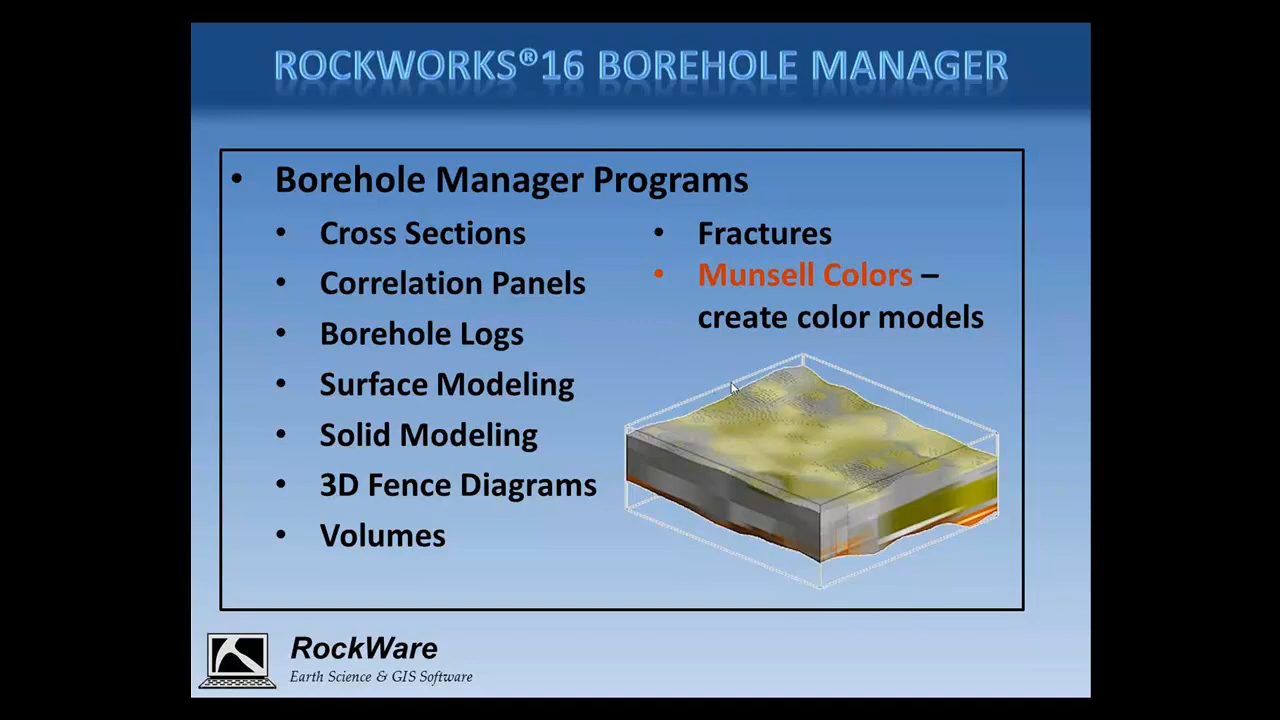 ROCKWORKS®16 BOREHOLE MANAGER
• Borehole Manager Programs
• Cross Sections
• Correlation Panels
• Borehole Logs
• Surface Modeling
• Solid Modeling
• 3D Fence Diagrams
• Volumes
• Fractures
• Munsell Colors –
create color models
RockWare
Earth Science & GIS Software